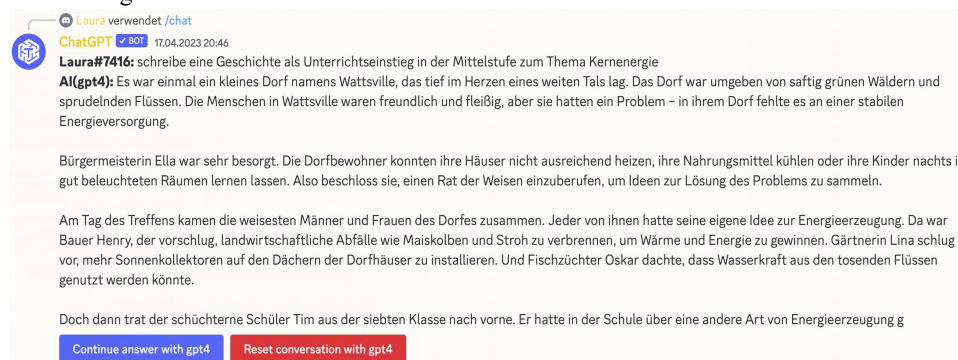 Laura verwendet /chat
ChatGPT ✓ BOT 17.04.2023 20:46
Laura#7416: schreibe eine Geschichte als Unterrichtseinstieg in der Mittelstufe zum Thema Kernenergie
AI(gpt4): Es war einmal ein kleines Dorf namens Wattsville, das tief im Herzen eines weiten Tals lag. Das Dorf war umgeben von saftig grünen Wäldern und
sprudelnden Flüssen. Die Menschen in Wattsville waren freundlich und fleißig, aber sie hatten ein Problem – in ihrem Dorf fehlte es an einer stabilen
Energieversorgung.
Bürgermeisterin Ella war sehr besorgt. Die Dorfbewohner konnten ihre Häuser nicht ausreichend heizen, ihre Nahrungsmittel kühlen oder ihre Kinder nachts i
gut beleuchteten Räumen lernen lassen. Also beschloss sie, einen Rat der Weisen einzuberufen, um Ideen zur Lösung des Problems zu sammeln.
Am Tag des Treffens kamen die weisesten Männer und Frauen des Dorfes zusammen. Jeder von ihnen hatte seine eigene Idee zur Energieerzeugung. Da war
Bauer Henry, der vorschlug, landwirtschaftliche Abfälle wie Maiskolben und Stroh zu verbrennen, um Wärme und Energie zu gewinnen. Gärtnerin Lina schlug
vor, mehr Sonnenkollektoren auf den Dächern der Dorfhäuser zu installieren. Und Fischzüchter Oskar dachte, dass Wasserkraft aus den tosenden Flüssen
genutzt werden könnte.
Doch dann trat der schüchterne Schüler Tim aus der siebten Klasse nach vorne. Er hatte in der Schule über eine andere Art von Energieerzeugung g
Continue answer with gpt4 Reset conversation with gpt4